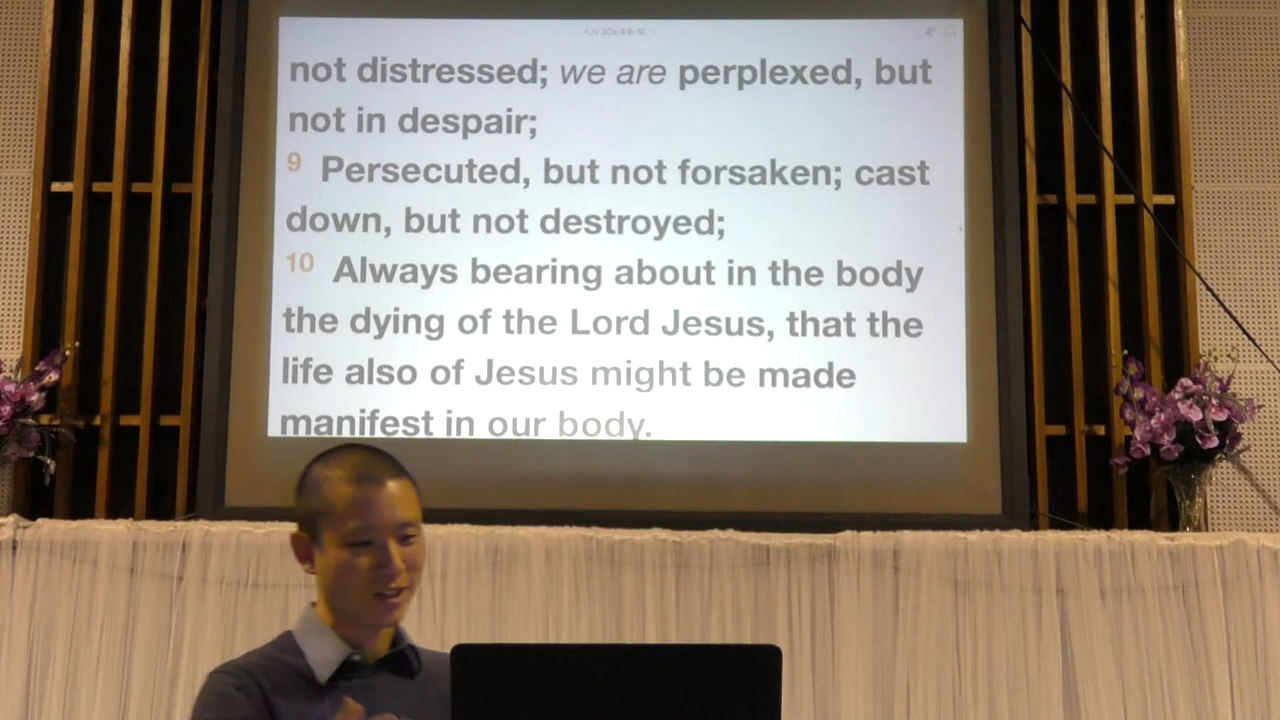 not distressed; we are perplexed, but
not in despair;
9 Persecuted, but not forsaken; cast
down, but not destroyed;
10 Always bearing about in the body
the dying of the Lord Jesus, that the
life also of Jesus might be made
manifest in our body.